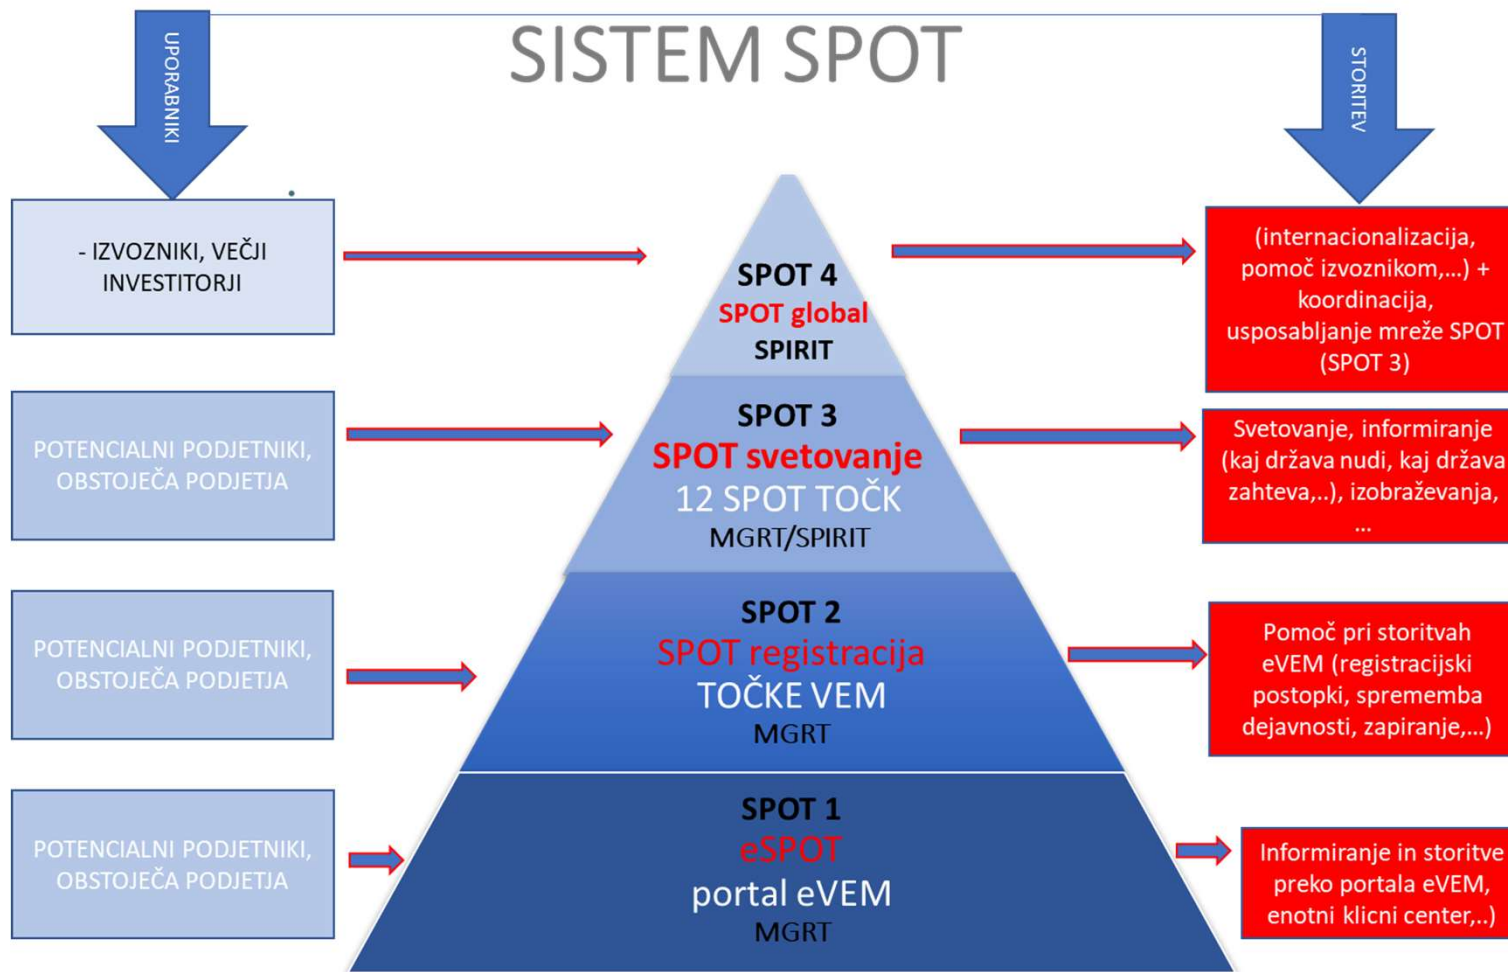 SISTEM SPOT
UPORABNIKI
STORITEV
- IZVOZNIKI, VEČJI
INVESTITORJI
SPOT 4
SPOT global
SPIRIT
(internacionalizacija,
pomoč izvoznikom,...) +
koordinacija,
usposabljanje mreže SPOT
(SPOT 3)
POTENCIALNI PODJETNIKI,
OBSTOJEČA PODJETJA
SPOT 3
SPOT svetovanje
12 SPOT TOČK
MGRT/SPIRIT
Svetovanje, informiranje
(kaj država nudi, kaj država
zahteva,..), izobraževanja,
...
POTENCIALNI PODJETNIKI,
OBSTOJEČA PODJETJA
SPOT 2
SPOT registracija
TOČKE VEM
MGRT
Pomoč pri storitvah
eVEM (registracijski
postopki, sprememba
dejavnosti, zapiranje,...)
POTENCIALNI PODJETNIKI,
OBSTOJEČA PODJETJA
SPOT 1
eSPOT
portal eVEM
MGRT
Informiranje in storitve
preko portala eVEM,
enotni klicni center,..)